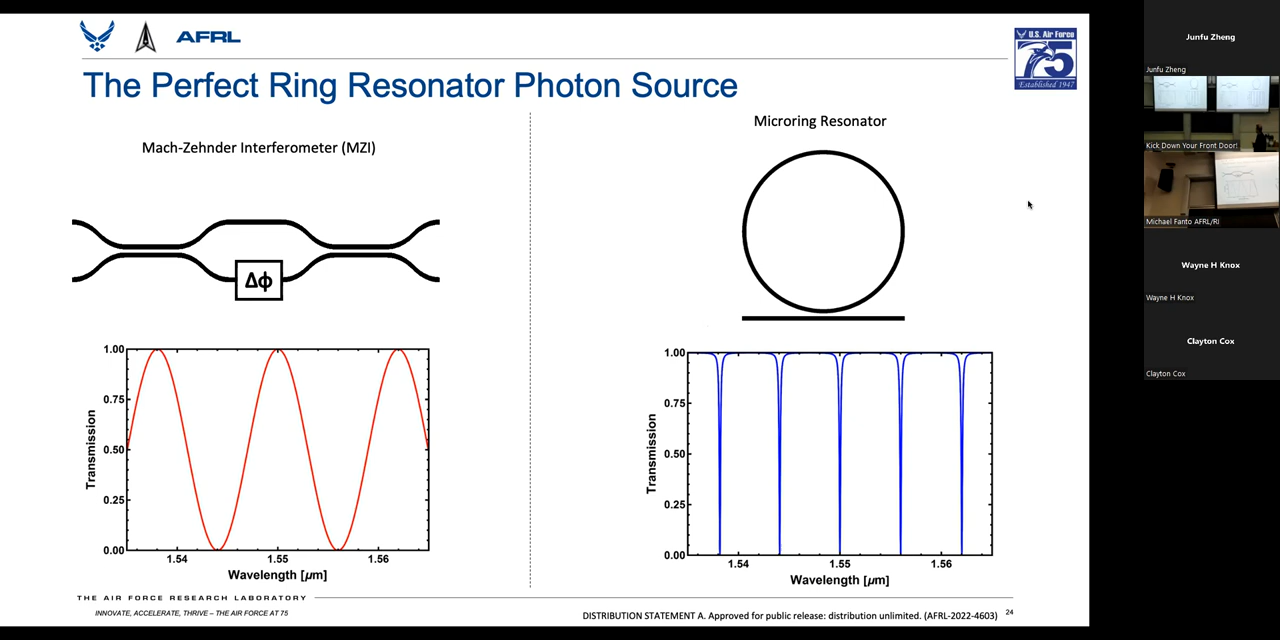 AFRL
U.S. Air Force
75
Established 1947
The Perfect Ring Resonator Photon Source
Mach-Zehnder Interferometer (MZI)
Δϕ
1.00
0.75
0.50
0.25
0.00
Transmission
1.54
1.55
1.56
Wavelength [μm]
Microring Resonator
1.00
0.75
0.50
0.25
0.00
Transmission
1.54
1.55
1.56
Wavelength [μm]
THE AIR FORCE RESEARCH LABORATORY
INNOVATE, ACCELERATE, THRIVE – THE AIR FORCE AT 75
DISTRIBUTION STATEMENT A. Approved for public release: distribution unlimited. (AFRL-2022-4603)
24
Junfu Zheng
Junfu Zheng
Kick Down Your Front Door!
Michael Fanto AFRL/RI
Wayne H Knox
Wayne H Knox
Clayton Cox
Clayton Cox